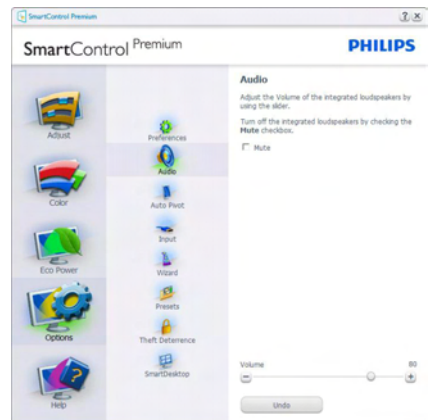 SmartControl Premium
SmartControl Premium
PHILIPS
Adjust
Color
Eco Power
Options
Help
Preferences
Audio
Auto Pivot
Input
Wizard
Presets
Theft Deterrence
SmartDesktop
Audio
Adjust the Volume of the integrated loudspeakers by
using the slider.
Turn off the integrated loudspeakers by checking the
Mute checkbox.
Mute
Volume 80
Undo